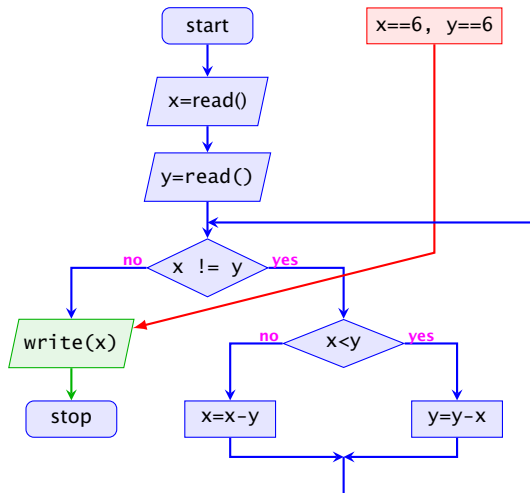 start
x==6, y==6
x=read()
y=read()
x != y
no
yes
write(x)
x<y
no
yes
stop
x=x-y
y=y-x